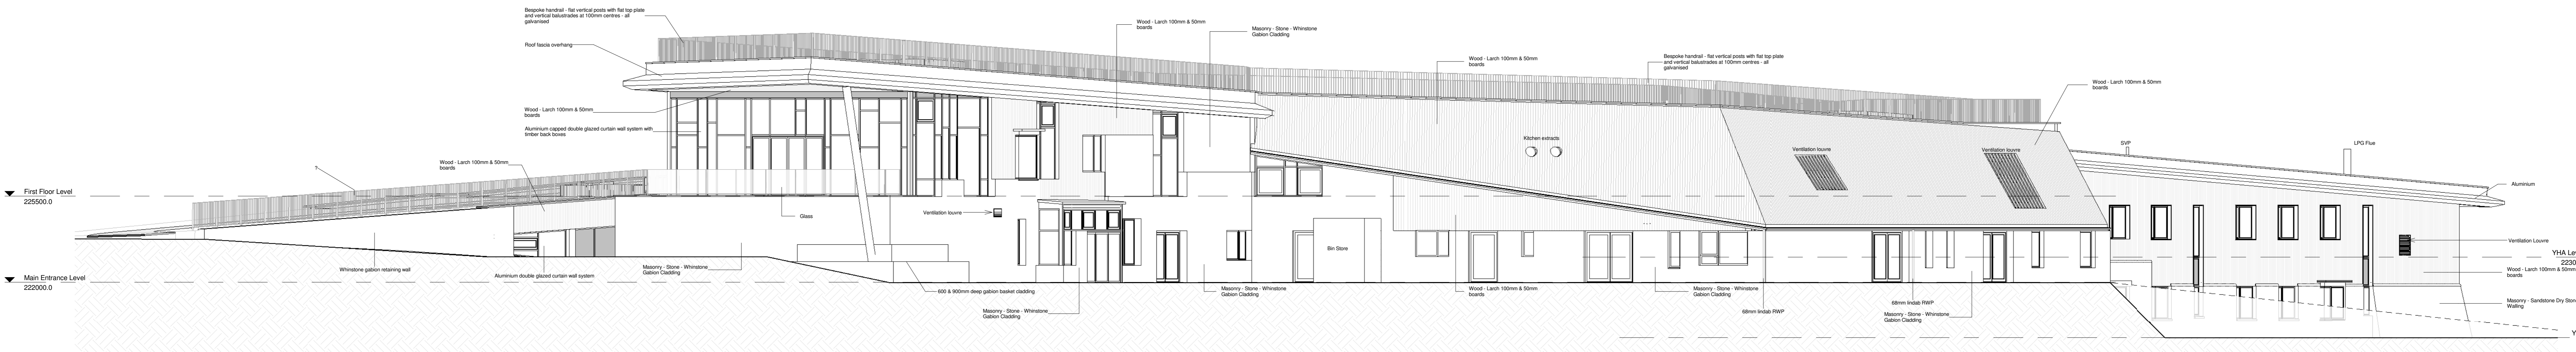 Bespoke handrail - flat vertical posts with flat top plate
and vertical balustrades at 100mm centres - all
galvanised
Roof fascia overhang
Wood - Larch 100mm & 50mm
boards
Aluminium capped double glazed curtain wall system with
timber back boxes
Wood - Larch 100mm & 50mm
boards
?
First Floor Level
225500.0
Main Entrance Level
222000.0
Whinstone gabion retaining wall
Aluminium double glazed curtain wall system
Masonry - Stone - Whinstone
Gabion Cladding
Glass
Ventilation louvre
600 & 900mm deep gabion basket cladding
Masonry - Stone - Whinstone
Gabion Cladding
Wood - Larch 100mm & 50mm
boards
Masonry - Stone - Whinstone
Gabion Cladding
Masonry - Stone - Whinstone
Gabion Cladding
Bin Store
Wood - Larch 100mm & 50mm
boards
Wood - Larch 100mm & 50mm
boards
Kitchen extracts
Bespoke handrail - flat vertical posts with flat top plate
and vertical balustrades at 100mm centres - all
galvanised
Masonry - Stone - Whinstone
Gabion Cladding
68mm lindab RWP
Ventilation louvre
68mm lindab RWP
Masonry - Stone - Whinstone
Gabion Cladding
Ventilation louvre
Wood - Larch 100mm & 50mm
boards
SVP
LPG Flue
Aluminium
Ventilation Louvre
YHA Le
2230
Wood - Larch 100mm & 50mm
boards
Masonry - Sandstone Dry Ston
Walling
Y